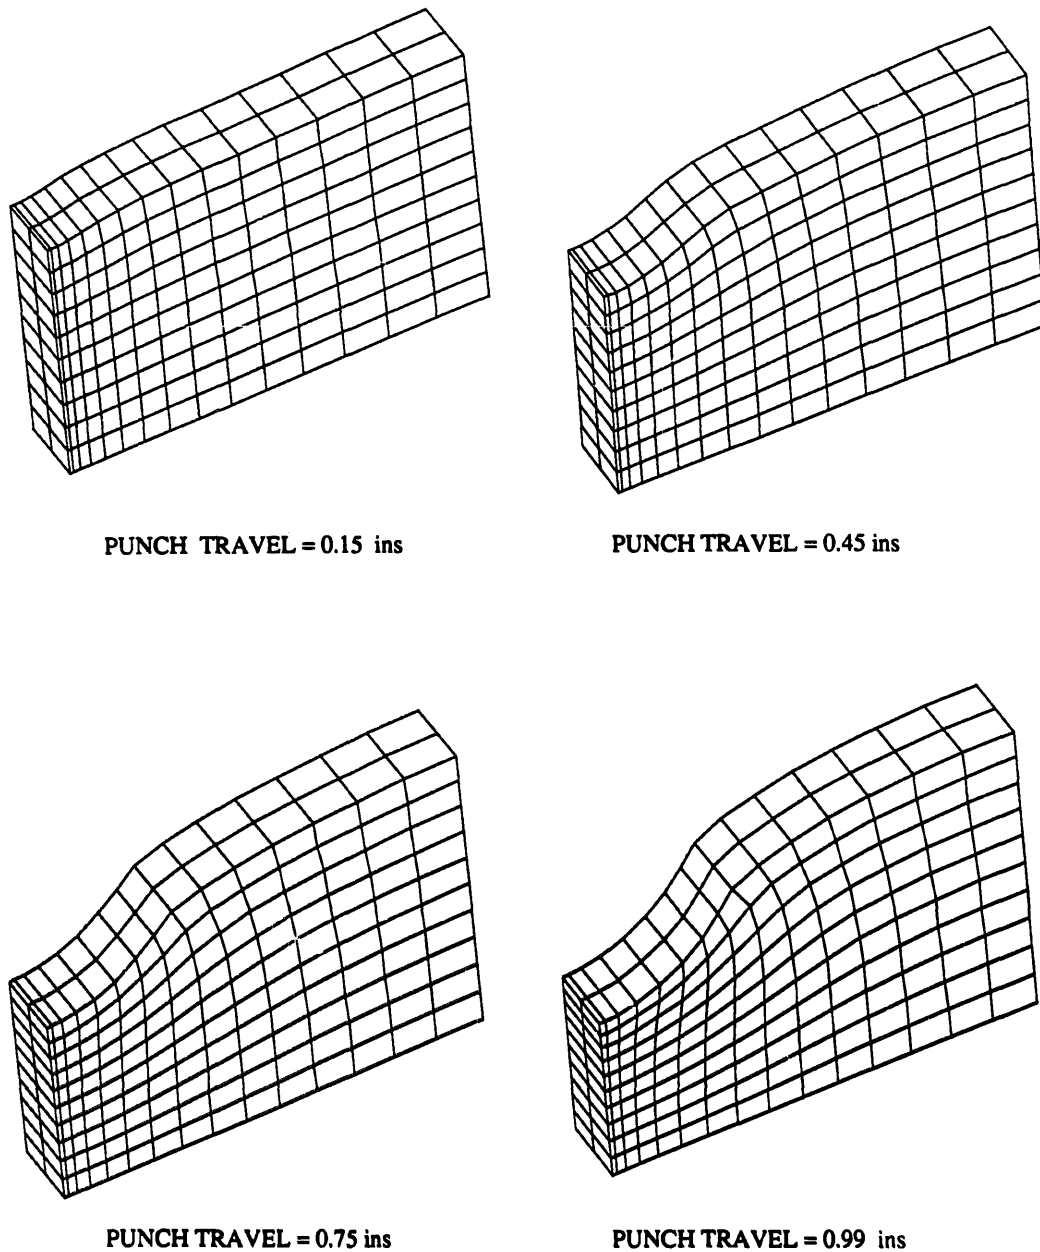 PUNCH TRAVEL = 0.15 ins
PUNCH TRAVEL = 0.45 ins
PUNCH TRAVEL = 0.75 ins
PUNCH TRAVEL = 0.99 ins